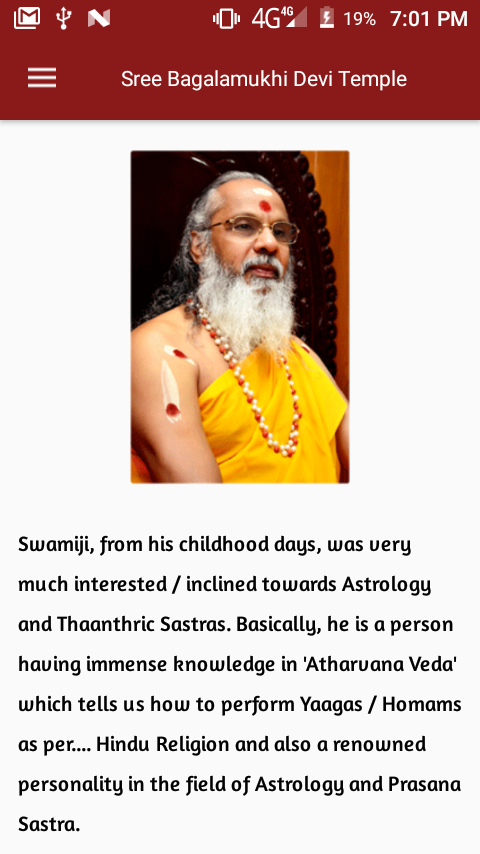 4G 4G 19% 7:01 PM
Sree Bagalamukhi Devi Temple
Swamiji, from his childhood days, was very
much interested / inclined towards Astrology
and Thaanthric Sastras. Basically, he is a person
having immense knowledge in 'Atharvana Veda'
which tells us how to perform Yaagas / Homams
as per.... Hindu Religion and also a renowned
personality in the field of Astrology and Prasana
Sastra.